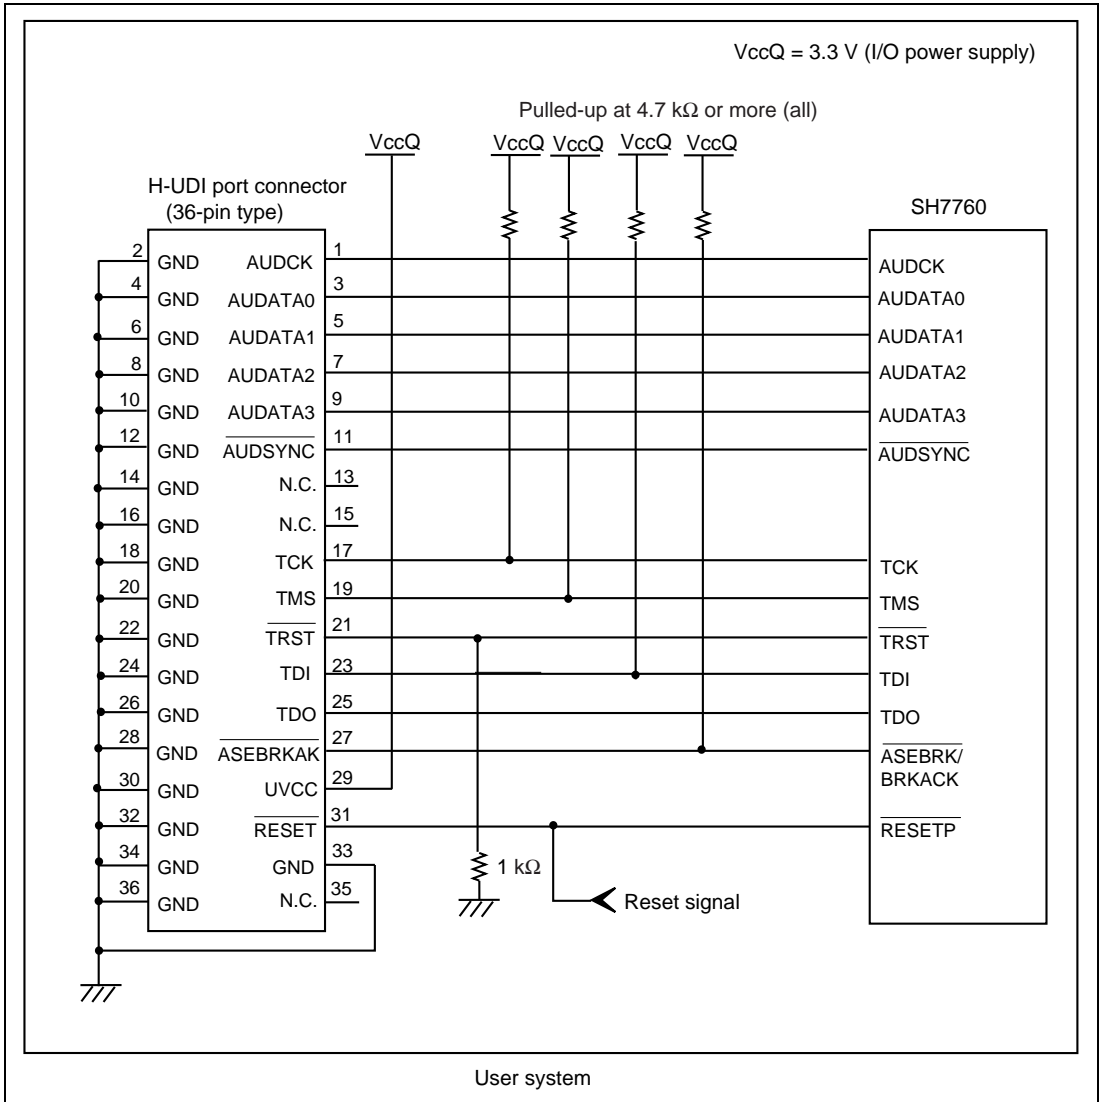 VccQ = 3.3 V (I/O power supply)
Pulled-up at 4.7 kΩ or more (all)
VccQ VccQ VccQ VccQ VccQ
H-UDI port connector
(36-pin type)
SH7760
2 GND AUDCK 1 AUDCK
4 GND AUDATA0 3 AUDATA0
6 GND AUDATA1 5 AUDATA1
8 GND AUDATA2 7 AUDATA2
10 GND AUDATA3 9 AUDATA3
12 GND AUDSYNC 11 AUDSYNC
14 GND N.C. 13
16 GND N.C. 15
18 GND TCK 17 TCK
20 GND TMS 19 TMS
22 GND TRST 21 TRST
24 GND TDI 23 TDI
26 GND TDO 25 TDO
28 GND ASEBRKAK 27 ASEBRK/
BRKACK
30 GND UVCC 29
32 GND RESET 31 RESETP
34 GND GND 33
1 kΩ
36 GND N.C. 35
Reset signal
User system